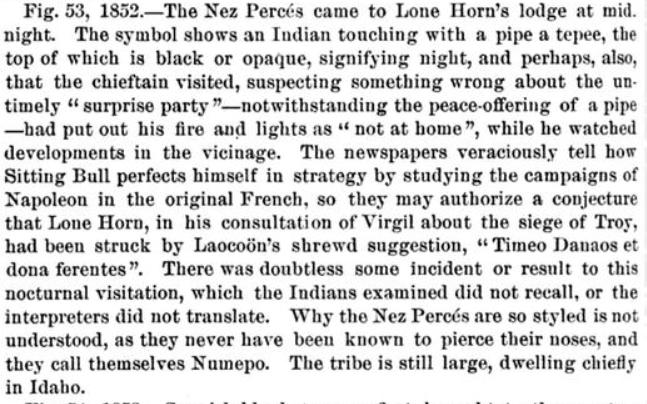 Fig. 53, 1852.—The Nez Percés came to Lone Horn's lodge at mid.
night. The symbol shows an Indian touching with a pipe a tepee, the
top of which is black or opaque, signifying night, and perhaps, also,
that the chieftain visited, suspecting something wrong about the un-
timely "surprise party"—notwithstanding the peace-offering of a pipe
—had put out his fire and lights as "not at home", while he watched
developments in the vicinage. The newspapers veraciously tell how
Sitting Bull perfects himself in strategy by studying the campaigns of
Napoleon in the original French, so they may authorize a conjecture
that Lone Horn, in his consultation of Virgil about the siege of Troy,
had been struck by Laocoön's shrewd suggestion, "Timeo Danaos et
dona ferentes". There was doubtless some incident or result to this
nocturnal visitation, which the Indians examined did not recall, or the
interpreters did not translate. Why the Nez Percés are so styled is not
understood, as they never have been known to pierce their noses, and
they call themselves Numepo. The tribe is still large, dwelling chiefly
in Idaho.